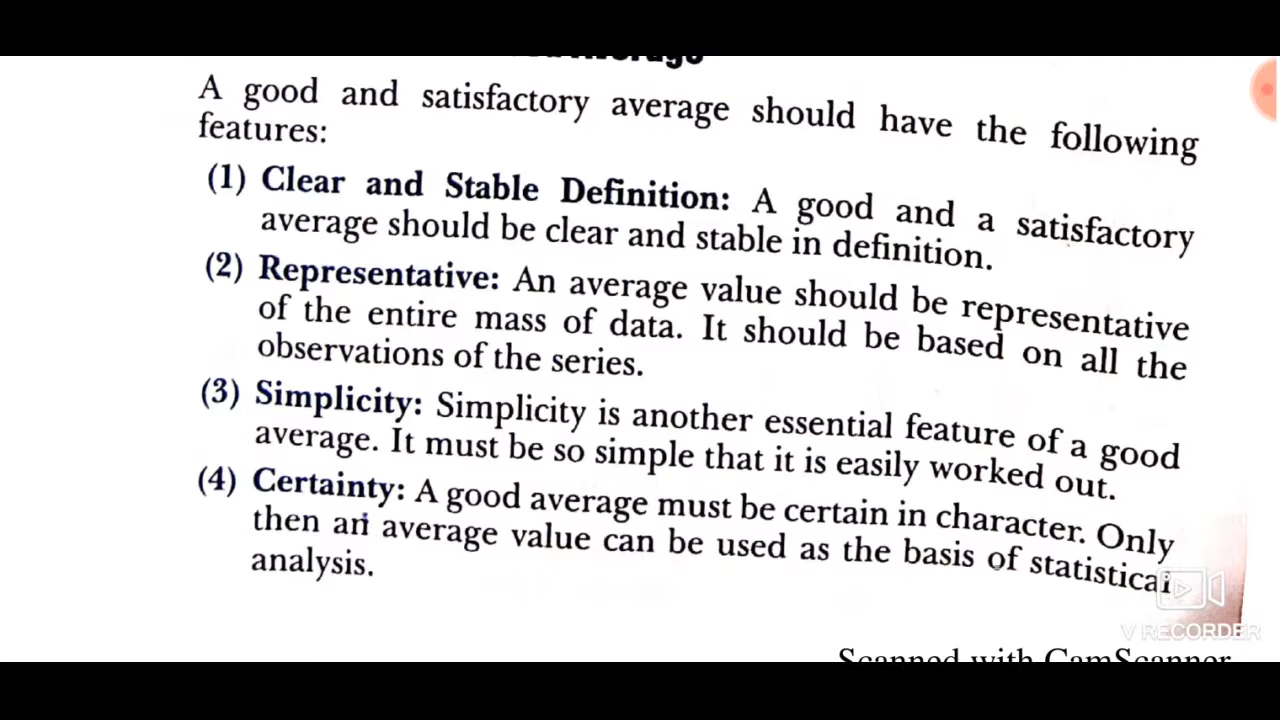 Average
A good and satisfactory average should have the following
features:
(1) Clear and Stable Definition: A good and a satisfactory
average should be clear and stable in definition.
(2) Representative: An average value should be representative
of the entire mass of data. It should be based on all the
observations of the series.
(3) Simplicity: Simplicity is another essential feature of a good
average. It must be so simple that it is easily worked out.
(4) Certainty: A good average must be certain in character. Only
then an average value can be used as the basis of statistical
analysis.
V RECORDER
Scanned with CamScanner